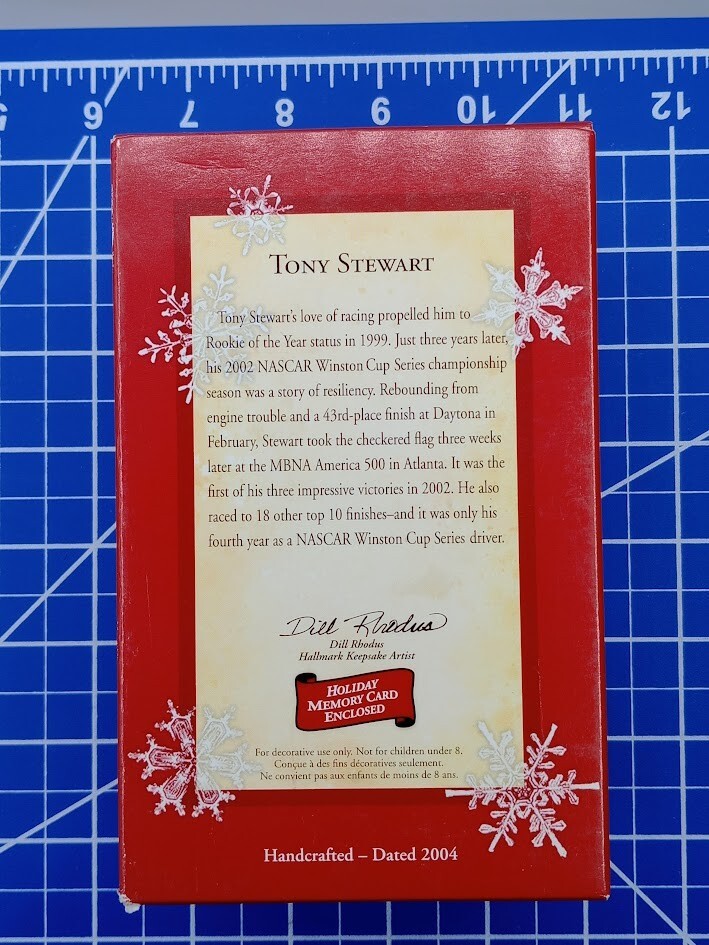 5 6 7 8 9 10 11 12
TONY STEWART
Tony Stewart's love of racing propelled him to
Rookie of the Year status in 1999. Just three years later,
his 2002 NASCAR Winston Cup Series championship
season was a story of resiliency. Rebounding from
engine trouble and a 43rd-place finish at Daytona in
February, Stewart took the checkered flag three weeks
later at the MBNA America 500 in Atlanta. It was the
first of his three impressive victories in 2002. He also
raced to 18 other top 10 finishes–and it was only his
fourth year as a NASCAR Winston Cup Series driver.
Dill Rhodus
Dill Rhodus
Hallmark Keepsake Artist
HOLIDAY
MEMORY CARD
ENCLOSED
For decorative use only. Not for children under 8.
Conçue à des fins décoratives seulement.
Ne convient pas aux enfants de moins de 8 ans.
Handcrafted – Dated 2004